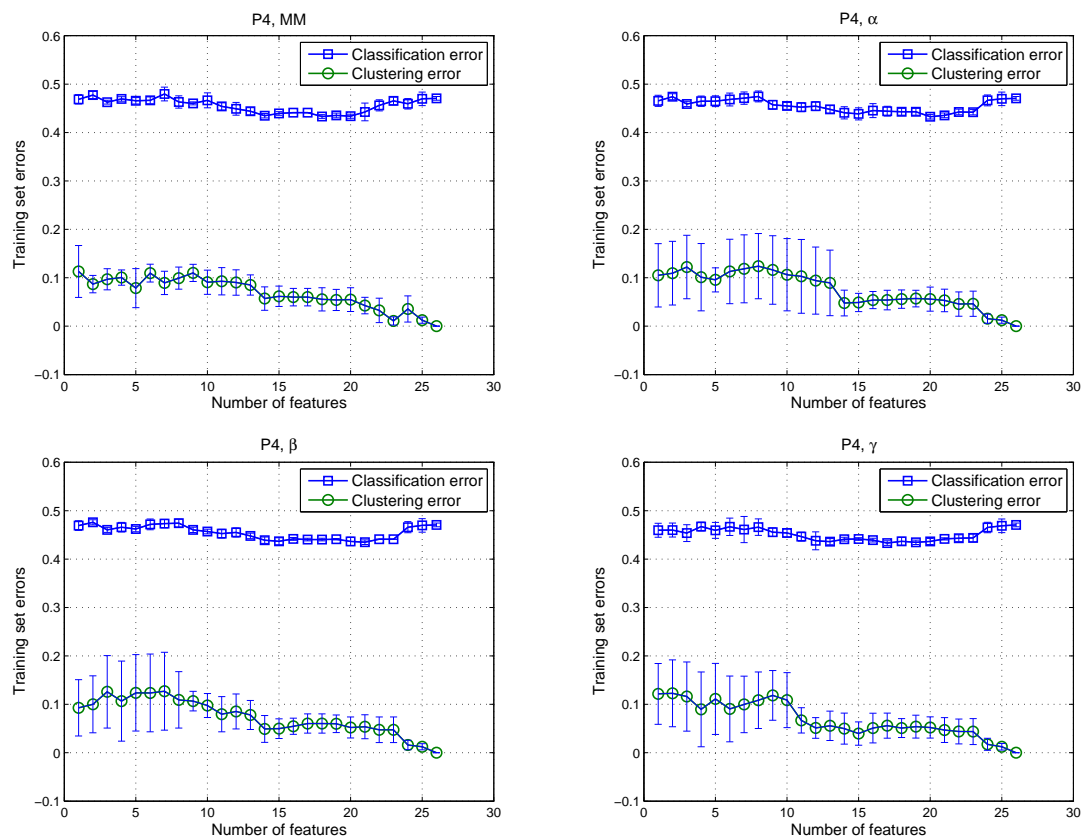 P4, MM
0.6
0.5
0.4
0.3
0.2
0.1
0
−0.1
Training set errors
Classification error
Clustering error
0 5 10 15 20 25 30
Number of features
P4, α
0.6
0.5
0.4
0.3
0.2
0.1
0
−0.1
Training set errors
Classification error
Clustering error
0 5 10 15 20 25 30
Number of features
P4, β
0.6
0.5
0.4
0.3
0.2
0.1
0
−0.1
Training set errors
Classification error
Clustering error
0 5 10 15 20 25 30
Number of features
P4, γ
0.6
0.5
0.4
0.3
0.2
0.1
0
−0.1
Training set errors
Classification error
Clustering error
0 5 10 15 20 25 30
Number of features